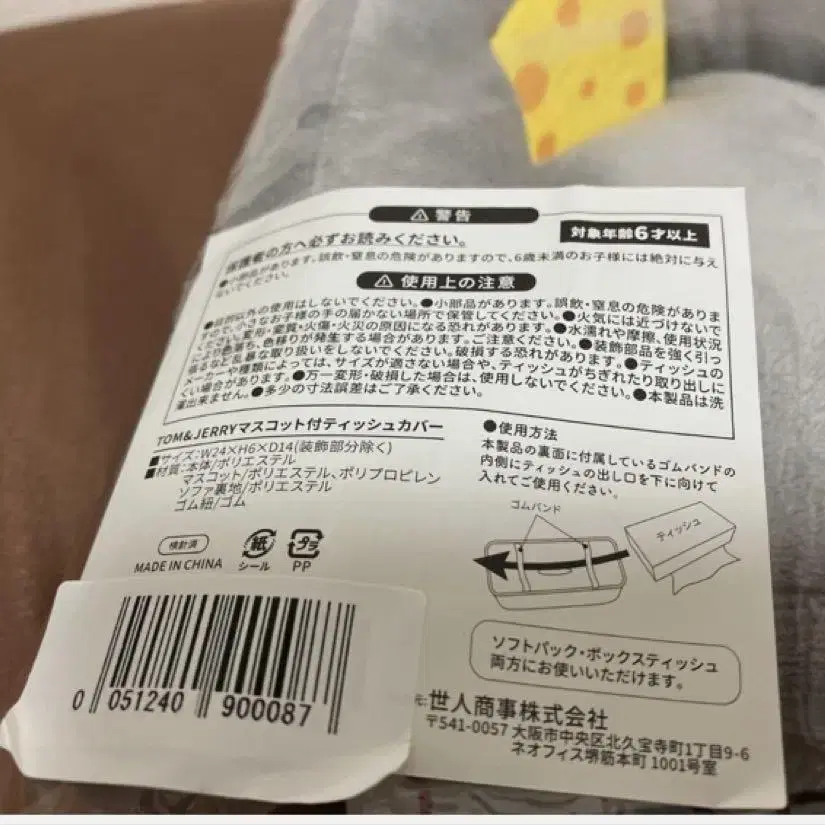 ⚠ 警告
対象年齢6才以上
保護者の方へ必ずお読みください。
●小部品があります。誤飲・窒息の危険がありますので、6歳未満のお子様には絶対に与え
ないでください。
⚠ 使用上の注意
●目的以外の使用はしないでください。●小部品があります。誤飲・窒息の危険がありま
すので、小さなお子様の手の届かない場所で保管してください。●火気には近づけないで
ください。変形・変質・火傷・火災の原因になる恐れがあります。●水濡れや摩擦、使用状況
により色落ち、色移りが発生する場合があります。ご注意ください。●装飾部品を強く引っ
張るなど乱暴な取り扱いをしないでください。破損する恐れがあります。●ティッシュの
メーカーや種類によっては、サイズが適さない場合や、ティッシュがちぎれたり取り出しに
くい場合があります。●万一変形・破損した場合は、使用しないでください。●本製品は洗
濯出来ません。●多少の寸法誤差はご了承ください。
TOM&JERRYマスコット付ティッシュカバー
■サイズ:W24×H6×D14(装飾部分除く)
■材質:本体/ポリエステル
マスコット/ポリエステル、ポリプロピレン
ソファ裏地/ポリエステル
ゴム紐/ゴム
●使用方法
本製品の裏面に付属しているゴムバンドの
内側にティッシュの出し口を下に向けて
入れてご使用ください。
ゴムバンド
ティッシュ
検針済
MADE IN CHINA
紙
シール
プラ
PP
ソフトパック・ボックスティッシュ
両方にお使いいただけます。
0 051240 900087
元:世人商事株式会社
〒541-0057 大阪市中央区北久宝寺町1丁目9-6
ネオフィス堺筋本町 1001号室